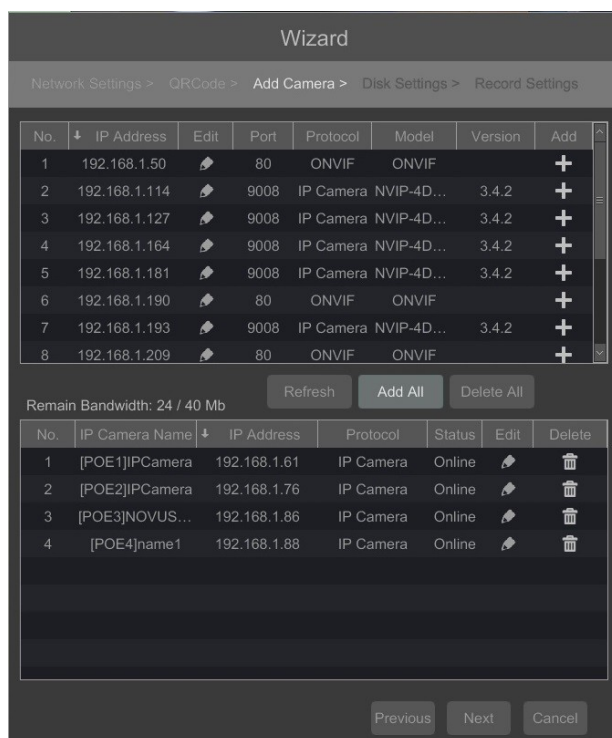 Wizard
Network Settings > QRCode > Add Camera > Disk Settings > Record Settings
No. IP Address Edit Port Protocol Model Version Add
1 192.168.1.50 80 ONVIF ONVIF
2 192.168.1.114 9008 IP Camera NVIP-4D... 3.4.2
3 192.168.1.127 9008 IP Camera NVIP-4D... 3.4.2
4 192.168.1.164 9008 IP Camera NVIP-4D... 3.4.2
5 192.168.1.181 9008 IP Camera NVIP-4D... 3.4.2
6 192.168.1.190 80 ONVIF ONVIF
7 192.168.1.193 9008 IP Camera NVIP-4D... 3.4.2
8 192.168.1.209 80 ONVIF ONVIF
Refresh Add All Delete All
Remain Bandwidth: 24 / 40 Mb
No. IP Camera Name IP Address Protocol Status Edit Delete
1 [POE1]IPCamera 192.168.1.61 IP Camera Online
2 [POE2]IPCamera 192.168.1.76 IP Camera Online
3 [POE3]NOVUS... 192.168.1.86 IP Camera Online
4 [POE4]name1 192.168.1.88 IP Camera Online
Previous Next Cancel